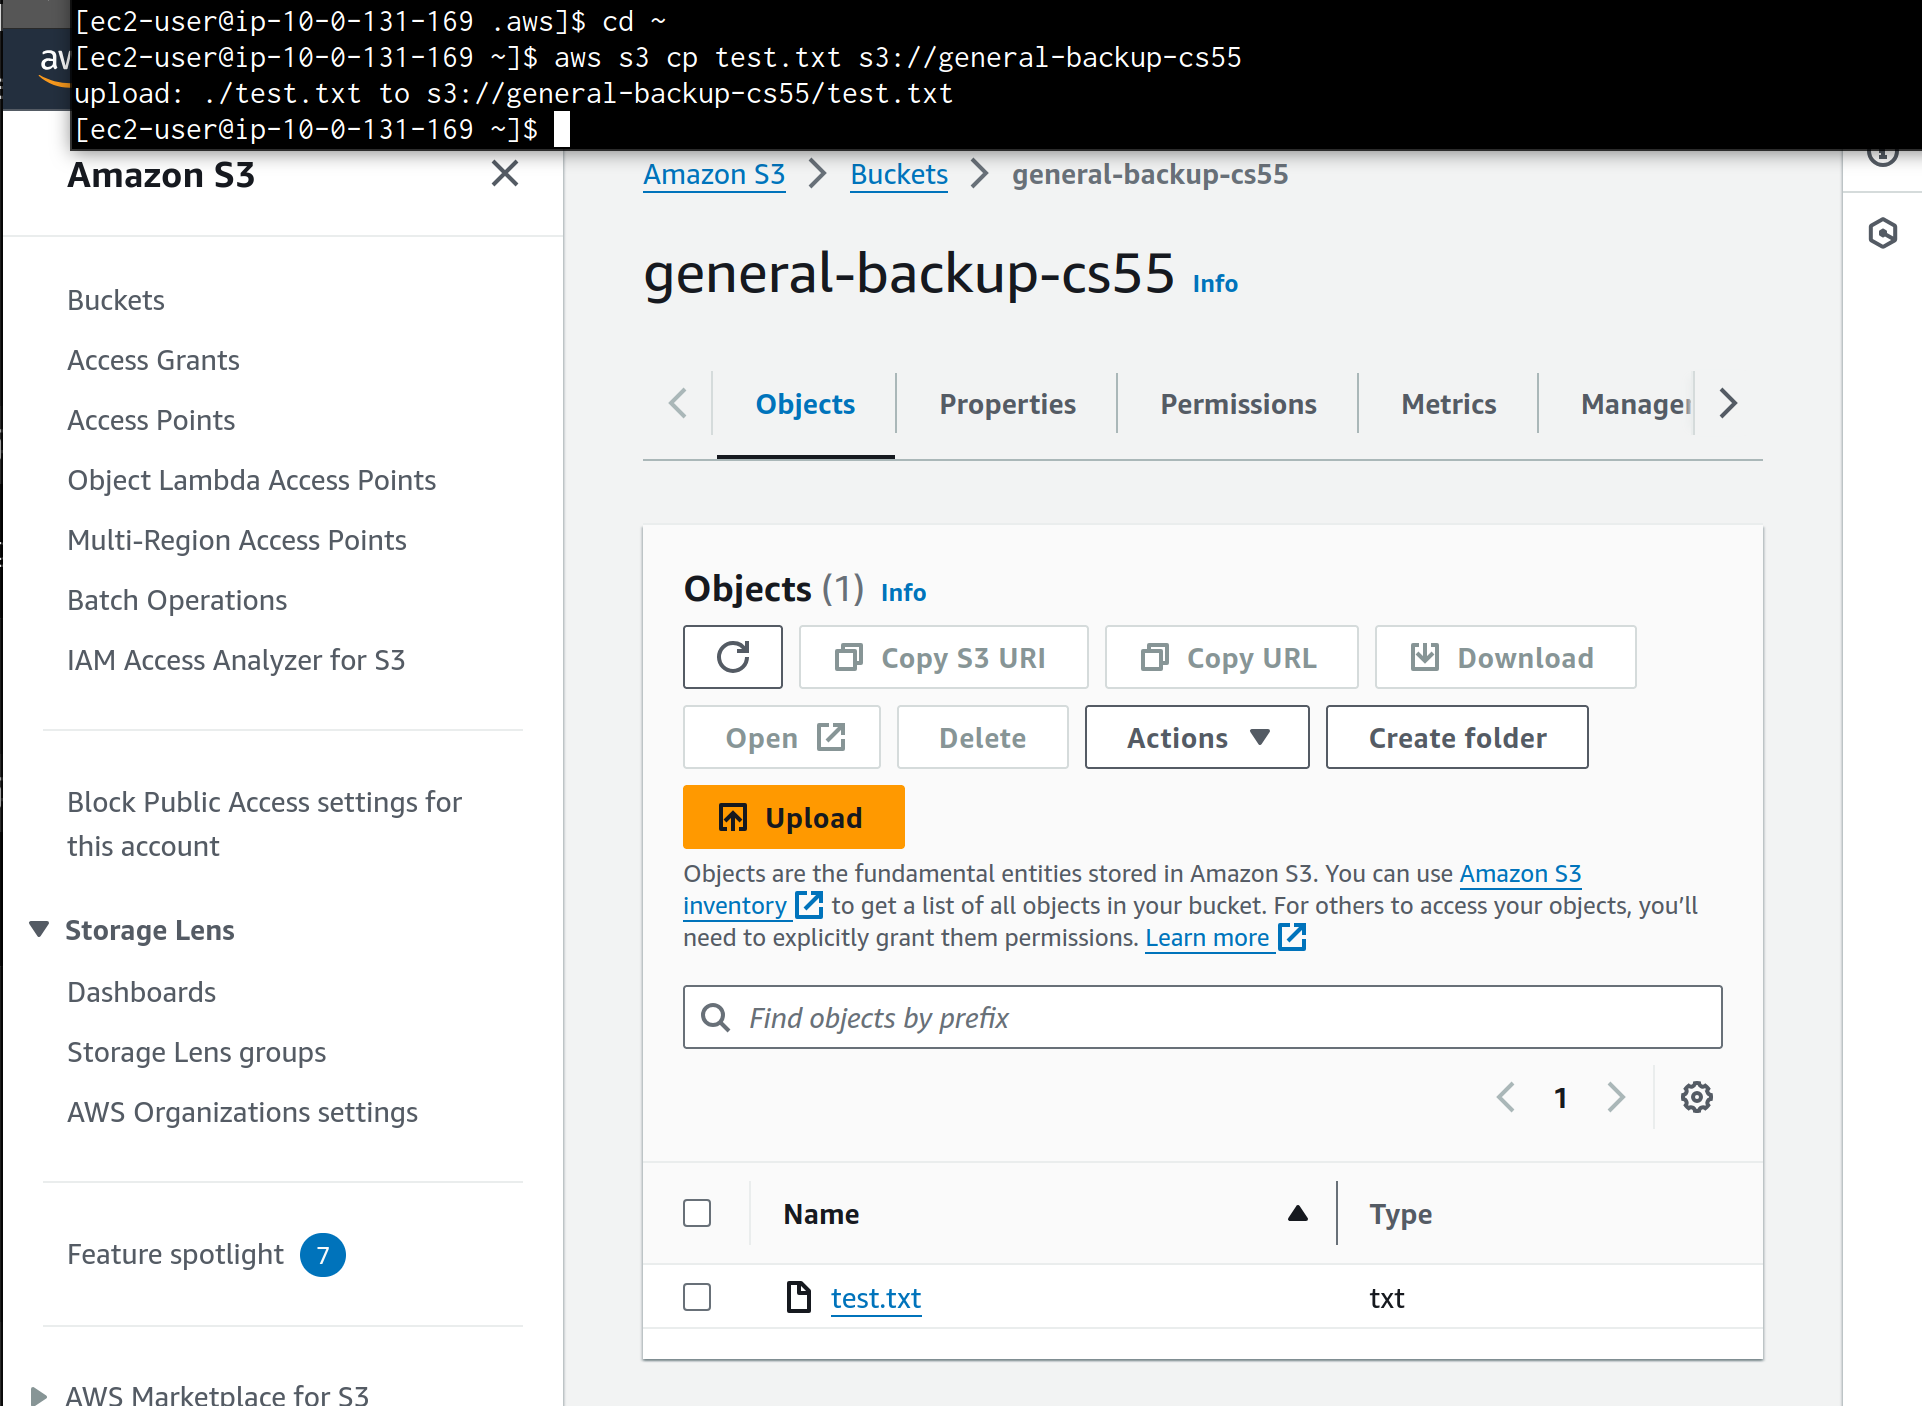 [ec2-user@ip-10-0-131-169 .aws]$ cd ~
[ec2-user@ip-10-0-131-169 ~]$ aws s3 cp test.txt s3://general-backup-cs55
upload: ./test.txt to s3://general-backup-cs55/test.txt
[ec2-user@ip-10-0-131-169 ~]$
Amazon S3
Buckets
Access Grants
Access Points
Object Lambda Access Points
Multi-Region Access Points
Batch Operations
IAM Access Analyzer for S3
Block Public Access settings for
this account
Storage Lens
Dashboards
Storage Lens groups
AWS Organizations settings
Feature spotlight 7
AWS Marketplace for S3
Amazon S3 > Buckets > general-backup-cs55
general-backup-cs55 Info
Objects Properties Permissions Metrics Manage
Objects (1) Info
Copy S3 URI Copy URL Download
Open Delete Actions Create folder
Upload
Objects are the fundamental entities stored in Amazon S3. You can use Amazon S3
inventory to get a list of all objects in your bucket. For others to access your objects, you'll
need to explicitly grant them permissions. Learn more
Find objects by prefix
1
Name Type
test.txt txt